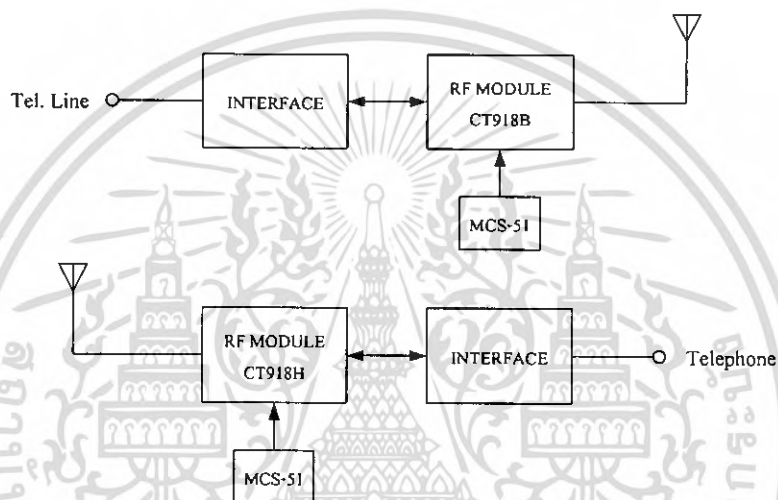 Tel. Line
INTERFACE
RF MODULE
CT918B
MCS-51
RF MODULE
CT918H
INTERFACE
Telephone
MCS-51